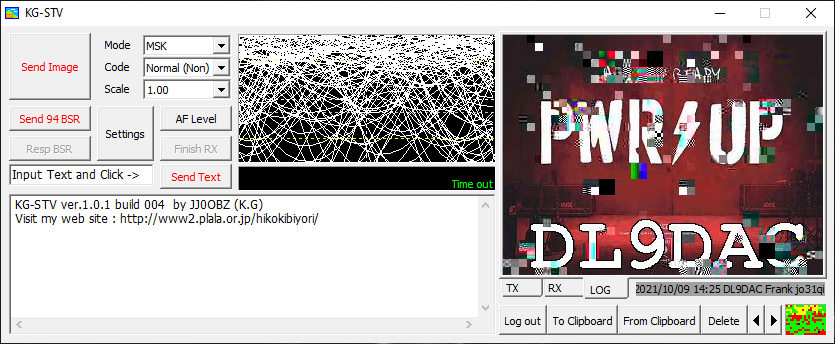 KG-STV
Send Image
Mode
MSK
Code
Normal (Non)
Scale
1.00
Send 94 BSR
Settings
AF Level
Resp BSR
Finish RX
Input Text and Click ->
Send Text
Time out
KG-STV ver.1.0.1 build 004 by JJ0OBZ (K.G)
Visit my web site : http://www2.plala.or.jp/hikokibiyori/
READY
PWR UP
DL9DAC
TX
RX
LOG
2021/10/09 14:25 DL9DAC Frank jo31qi
Log out
To Clipboard
From Clipboard
Delete